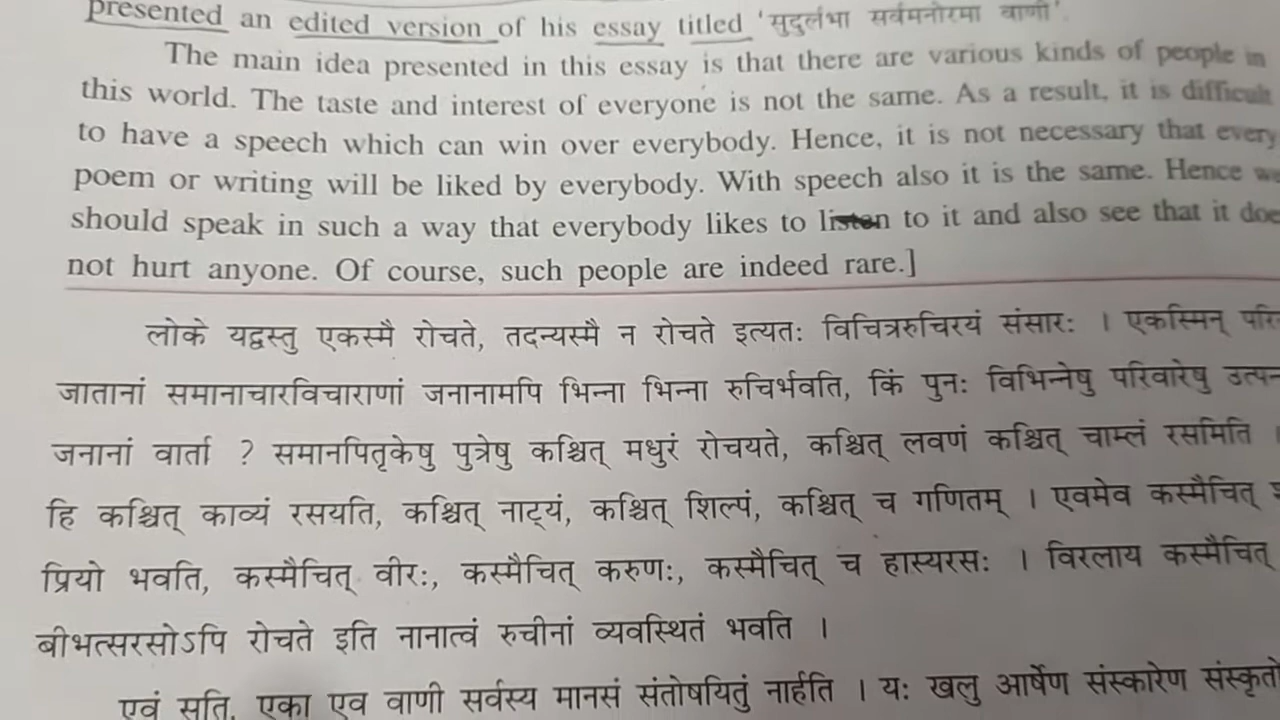 presented an edited version of his essay titled 'सुदुर्लभा सर्वमनोरमा वाणी'.
The main idea presented in this essay is that there are various kinds of people in
this world. The taste and interest of everyone is not the same. As a result, it is difficult
to have a speech which can win over everybody. Hence, it is not necessary that every
poem or writing will be liked by everybody. With speech also it is the same. Hence we
should speak in such a way that everybody likes to listen to it and also see that it doe
not hurt anyone. Of course, such people are indeed rare.]
लोके यद्वस्तु एकस्मै रोचते, तदन्यस्मै न रोचते इत्यतः विचित्ररुचिरयं संसारः । एकस्मिन् परि
जातानां समानाचारविचाराणां जनानामपि भिन्ना भिन्ना रुचिर्भवति, किं पुनः विभिन्नेषु परिवारेषु उत्पन्न
जनानां वार्ता ? समानपितृकेषु पुत्रेषु कश्चित् मधुरं रोचयते, कश्चित् लवणं कश्चित् चाम्लं रसमिति ।
हि कश्चित् काव्यं रसयति, कश्चित् नाट्यं, कश्चित् शिल्पं, कश्चित् च गणितम् । एवमेव कस्मैचित्
प्रियो भवति, कस्मैचित् वीरः, कस्मैचित् करुणः, कस्मैचित् च हास्यरसः । विरलाय कस्मैचित्
बीभत्सरसोऽपि रोचते इति नानात्वं रुचीनां व्यवस्थितं भवति ।
एवं सति, एका एव वाणी सर्वस्य मानसं संतोषयितुं नार्हति । यः खलु आर्षेण संस्कारेण संस्कृतो